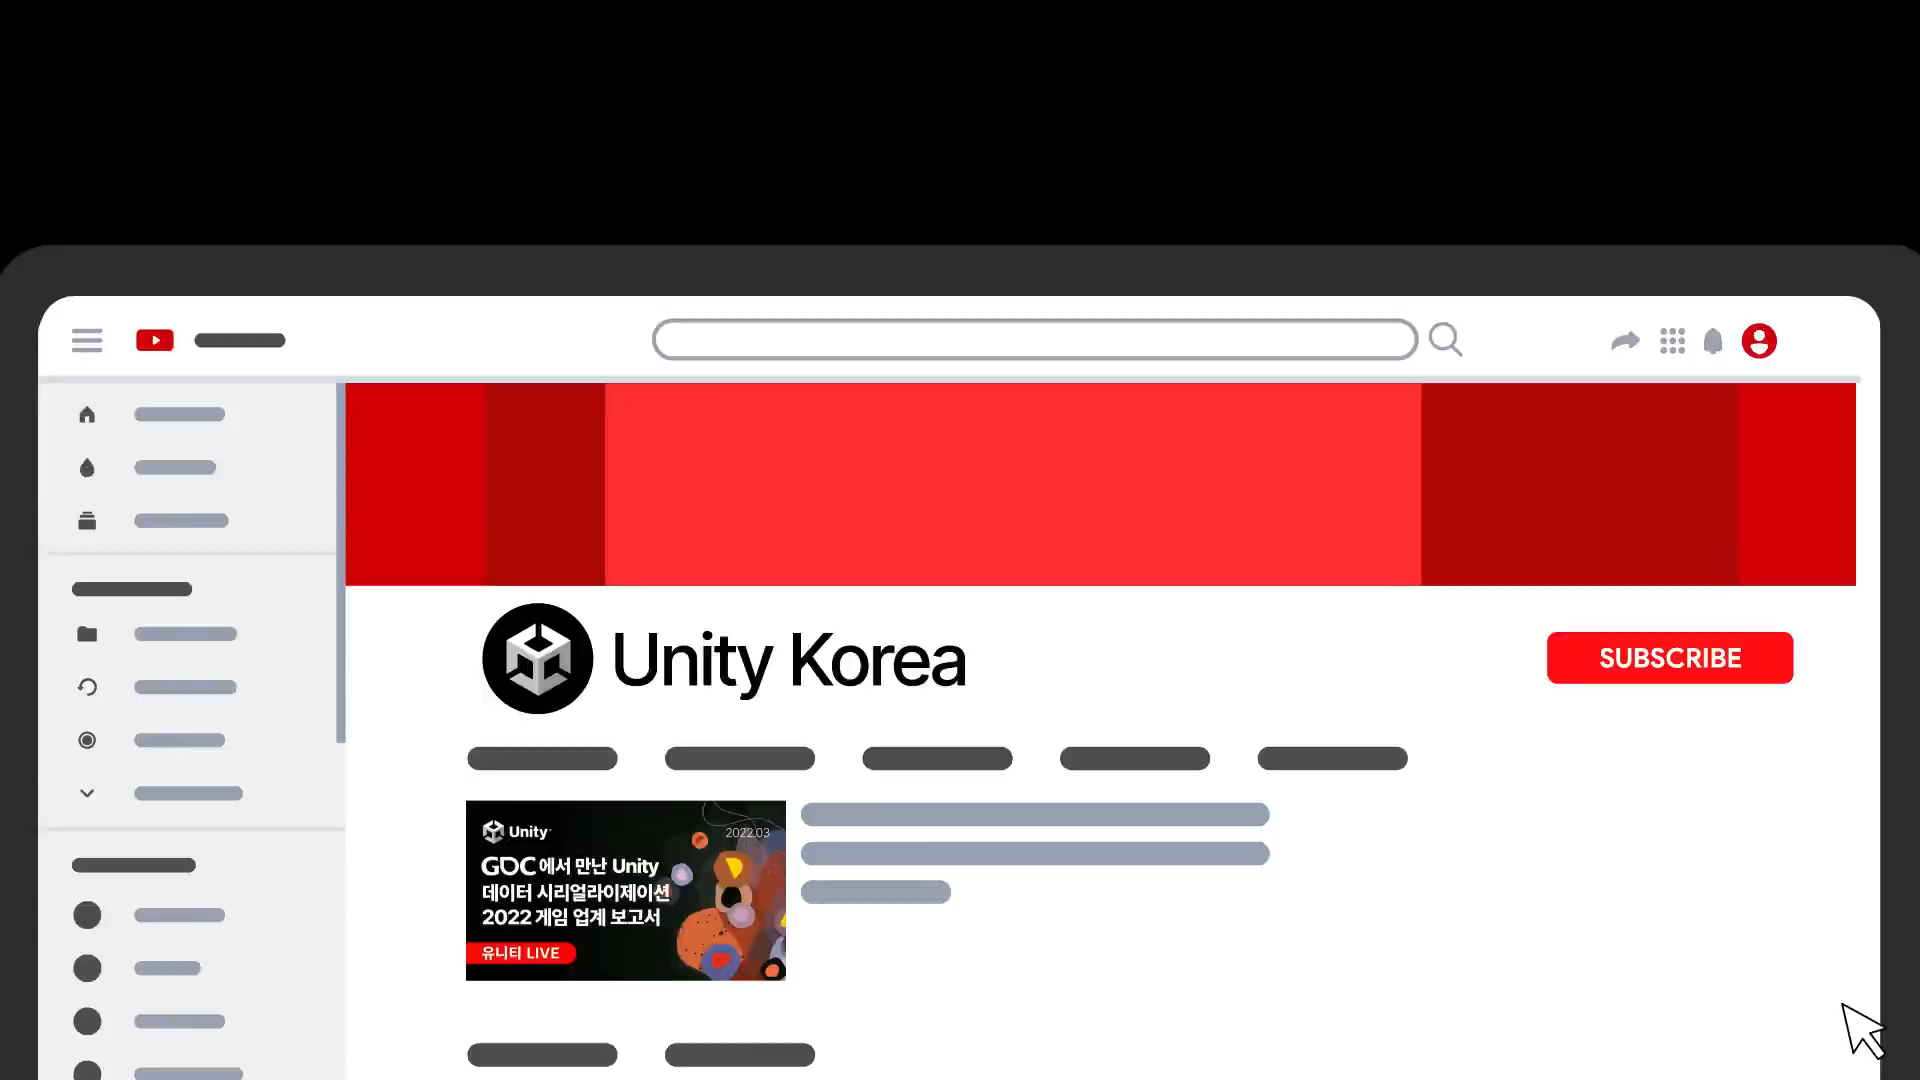 Unity Korea
SUBSCRIBE
Unity
2022.03
GDC에서 만난 Unity
데이터 시리얼라이제이션
2022 게임 업계 보고서
유니티 LIVE